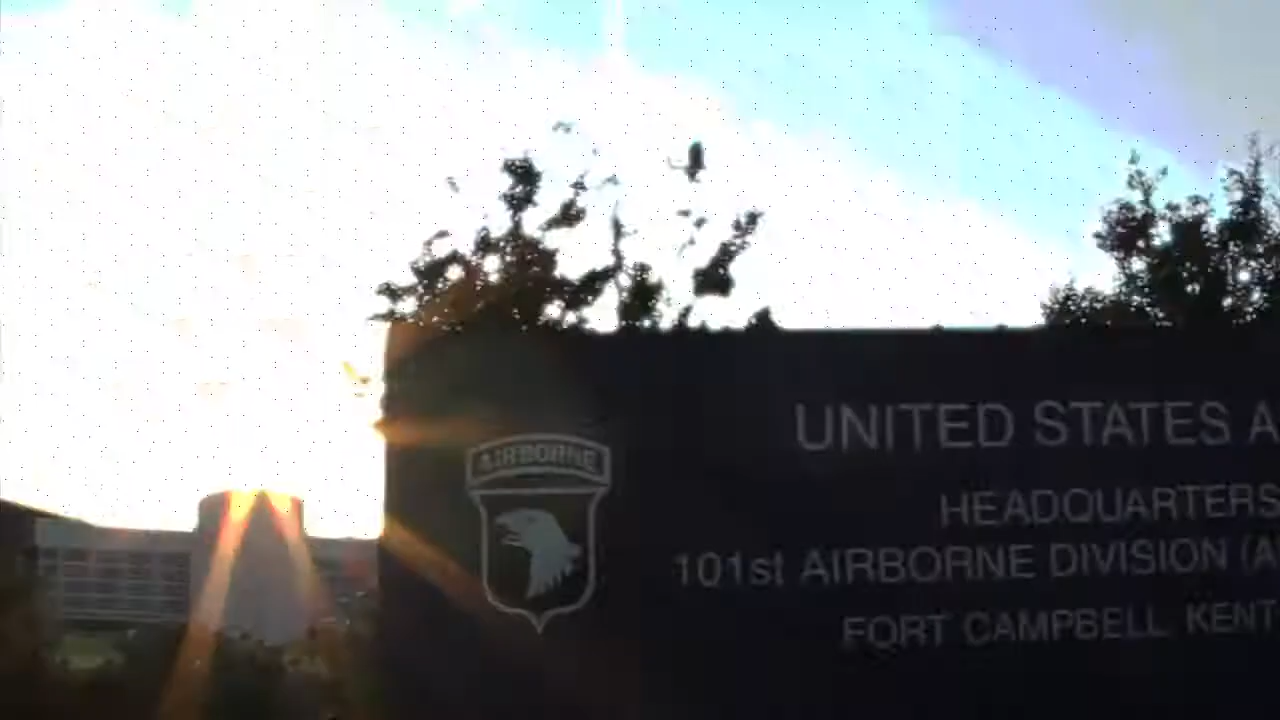 AIRBORNE
UNITED STATES A
HEADQUARTERS
101st AIRBORNE DIVISION (A
FORT CAMPBELL KENT